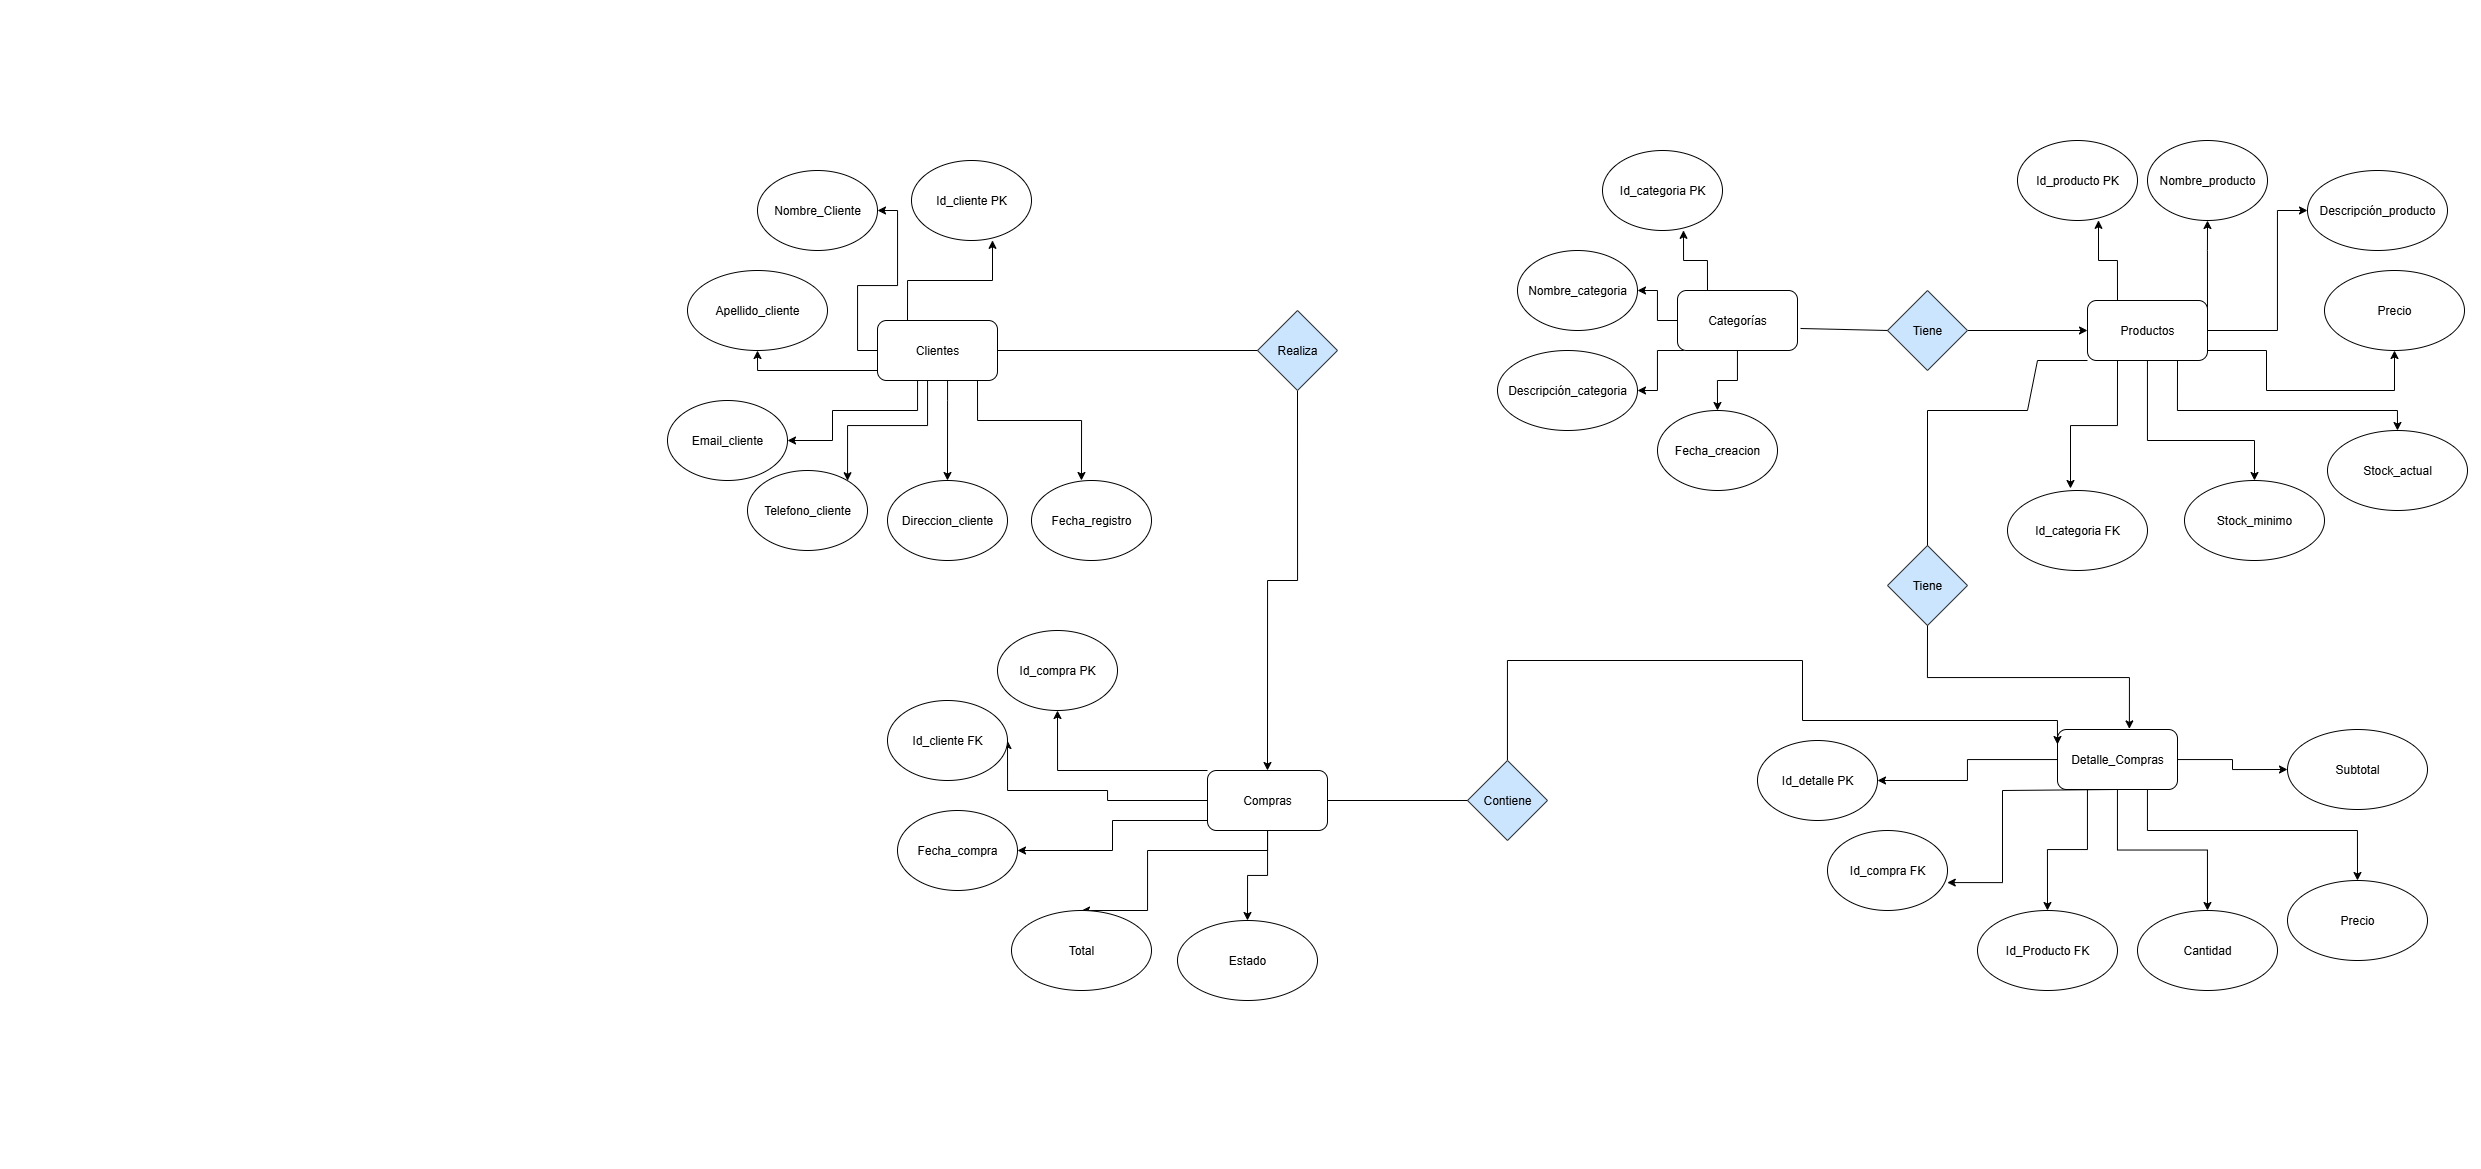 Id_cliente PK
Nombre_Cliente
Apellido_cliente
Clientes
Email_cliente
Telefono_cliente
Direccion_cliente
Fecha_registro
Realiza
Id_categoria PK
Nombre_categoria
Categorías
Descripción_categoria
Fecha_creacion
Tiene
Id_producto PK
Nombre_producto
Descripción_producto
Precio
Productos
Stock_actual
Stock_minimo
Id_categoria FK
Tiene
Id_compra PK
Id_cliente FK
Compras
Fecha_compra
Total
Estado
Contiene
Detalle_Compras
Id_detalle PK
Subtotal
Id_compra FK
Id_Producto FK
Cantidad
Precio